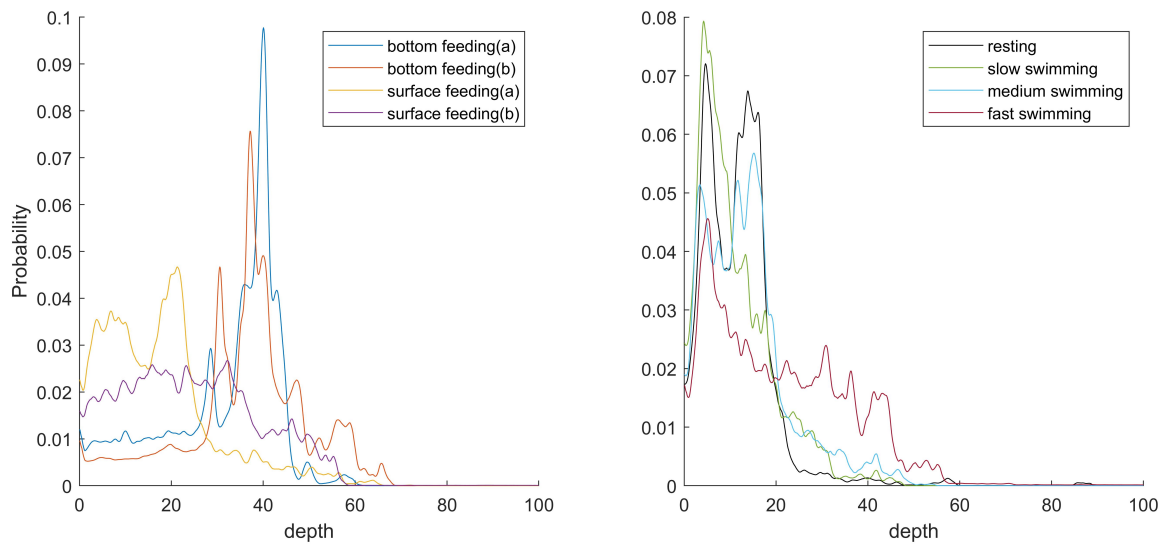 0.1
0.09
0.08
0.07
0.06
0.05
0.04
0.03
0.02
0.01
0
0 20 40 60 80 100
Probability
depth
bottom feeding(a)
bottom feeding(b)
surface feeding(a)
surface feeding(b)
0.08
0.07
0.06
0.05
0.04
0.03
0.02
0.01
0
0 20 40 60 80 100
depth
resting
slow swimming
medium swimming
fast swimming